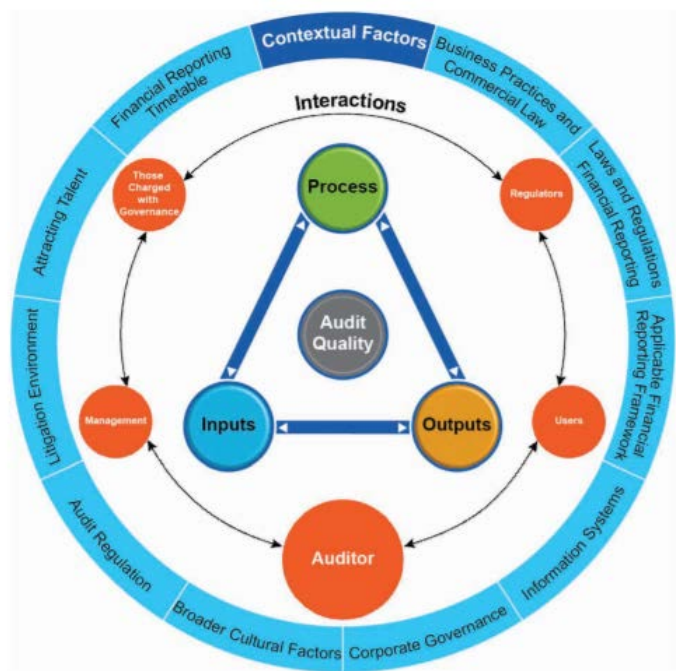 Contextual Factors
Business Practices and
Commercial Law
Laws and Regulations
Financial Reporting
Applicable Financial
Reporting Framework
Information Systems
Corporate Governance
Broader Cultural Factors
Audit Regulation
Litigation Environment
Attracting Talent
Financial Reporting
Timetable
Interactions
Those
Charged
with
Governance
Process
Regulators
Audit
Quality
Management
Inputs
Outputs
Users
Auditor